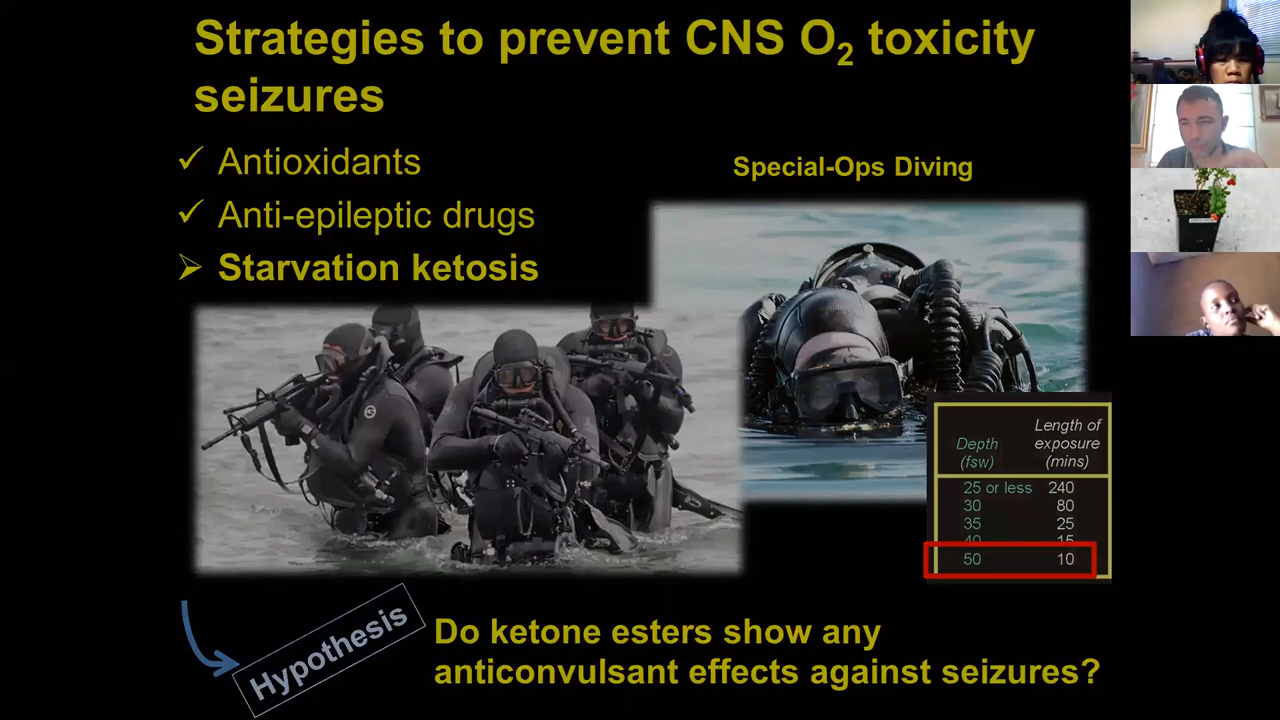 Strategies to prevent CNS O₂ toxicity
seizures
✓ Antioxidants
✓ Anti-epileptic drugs
➢ Starvation ketosis
Special-Ops Diving
Depth (fsw) Length of exposure (mins)
25 or less 240
30 80
35 25
40 15
50 10
Hypothesis
Do ketone esters show any
anticonvulsant effects against seizures?